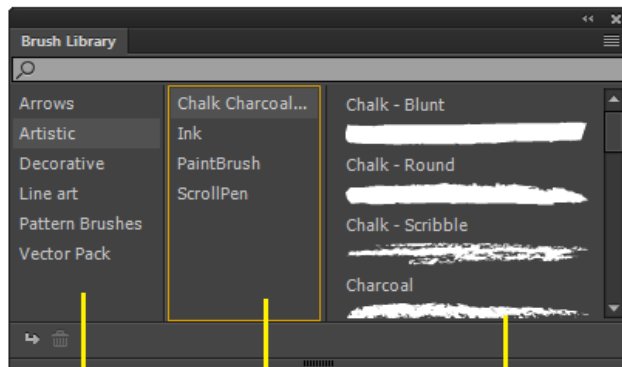 Brush Library
Arrows
Artistic
Decorative
Line art
Pattern Brushes
Vector Pack
Chalk Charcoal...
Ink
PaintBrush
ScrollPen
Chalk - Blunt
Chalk - Round
Chalk - Scribble
Charcoal